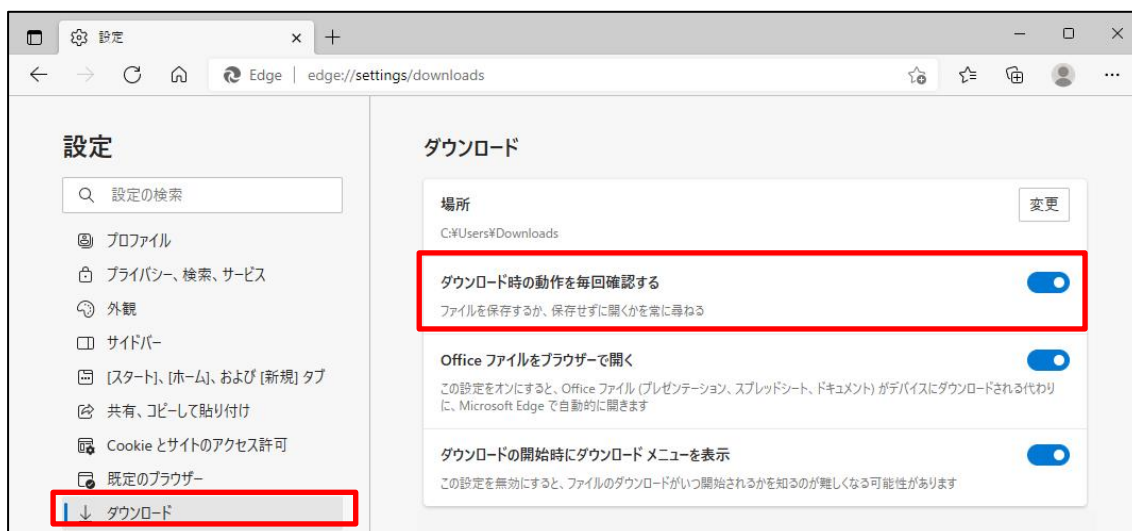 設定
Edge | edge://settings/downloads
設定
設定の検索
プロファイル
プライバシー、検索、サービス
外観
サイドバー
[スタート]、[ホーム]、および [新規] タブ
共有、コピーして貼り付け
Cookie とサイトのアクセス許可
既定のブラウザー
ダウンロード
ダウンロード
場所
変更
C:¥Users¥Downloads
ダウンロード時の動作を毎回確認する
ファイルを保存するか、保存せずに開くかを常に尋ねる
Office ファイルをブラウザーで開く
この設定をオンにすると、Office ファイル (プレゼンテーション、スプレッドシート、ドキュメント) がデバイスにダウンロードされる代わり
に、Microsoft Edge で自動的に開きます
ダウンロードの開始時にダウンロード メニューを表示
この設定を無効にすると、ファイルのダウンロードがいつ開始されるかを知るのが難しくなる可能性があります